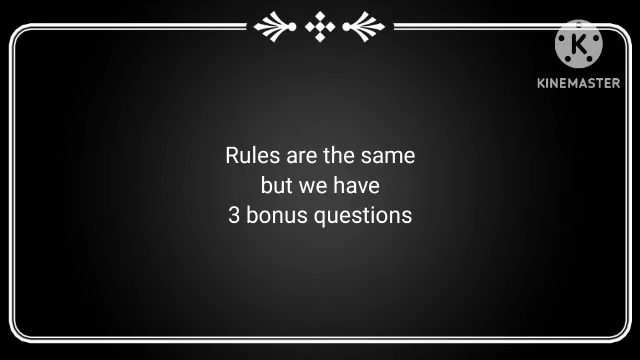 K
KINEMASTER
Rules are the same
but we have
3 bonus questions